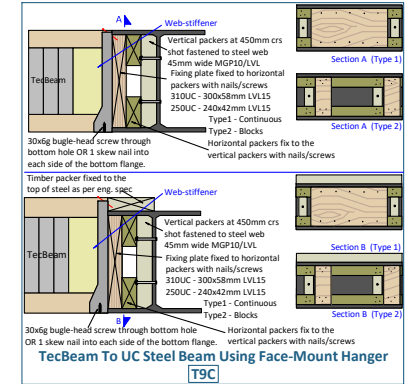 A
Web-stiffener
Vertical packers at 450mm crs
shot fastened to steel web
45mm wide MGP10/LVL
Fixing plate fixed to horizontal
packers with nails/screws
310UC - 300x58mm LVL15
250UC - 240x42mm LVL15
Type1 - Continuous
Type2 - Blocks
TecBeam
Horizontal packers fix to the
vertical packers with nails/screws
30x6g bugle-head screw through
bottom hole OR 1 skew nail into
each side of the bottom flange.
Section A (Type 1)
Section A (Type 2)
Timber packer fixed to the
top of steel as per eng. spec
Web-stiffener
Vertical packers at 450mm crs
shot fastened to steel web
45mm wide MGP10/LVL
Fixing plate fixed to horizontal
packers with nails/screws
310UC - 300x58mm LVL15
250UC - 240x42mm LVL15
Type1 - Continuous
Type2 - Blocks
TecBeam
B
30x6g bugle-head screw through bottom hole
OR 1 skew nail into each side of the bottom flange.
Horizontal packers fix to the
vertical packers with nails/screws
Section B (Type 1)
Section B (Type 2)
TecBeam To UC Steel Beam Using Face-Mount Hanger
T9C